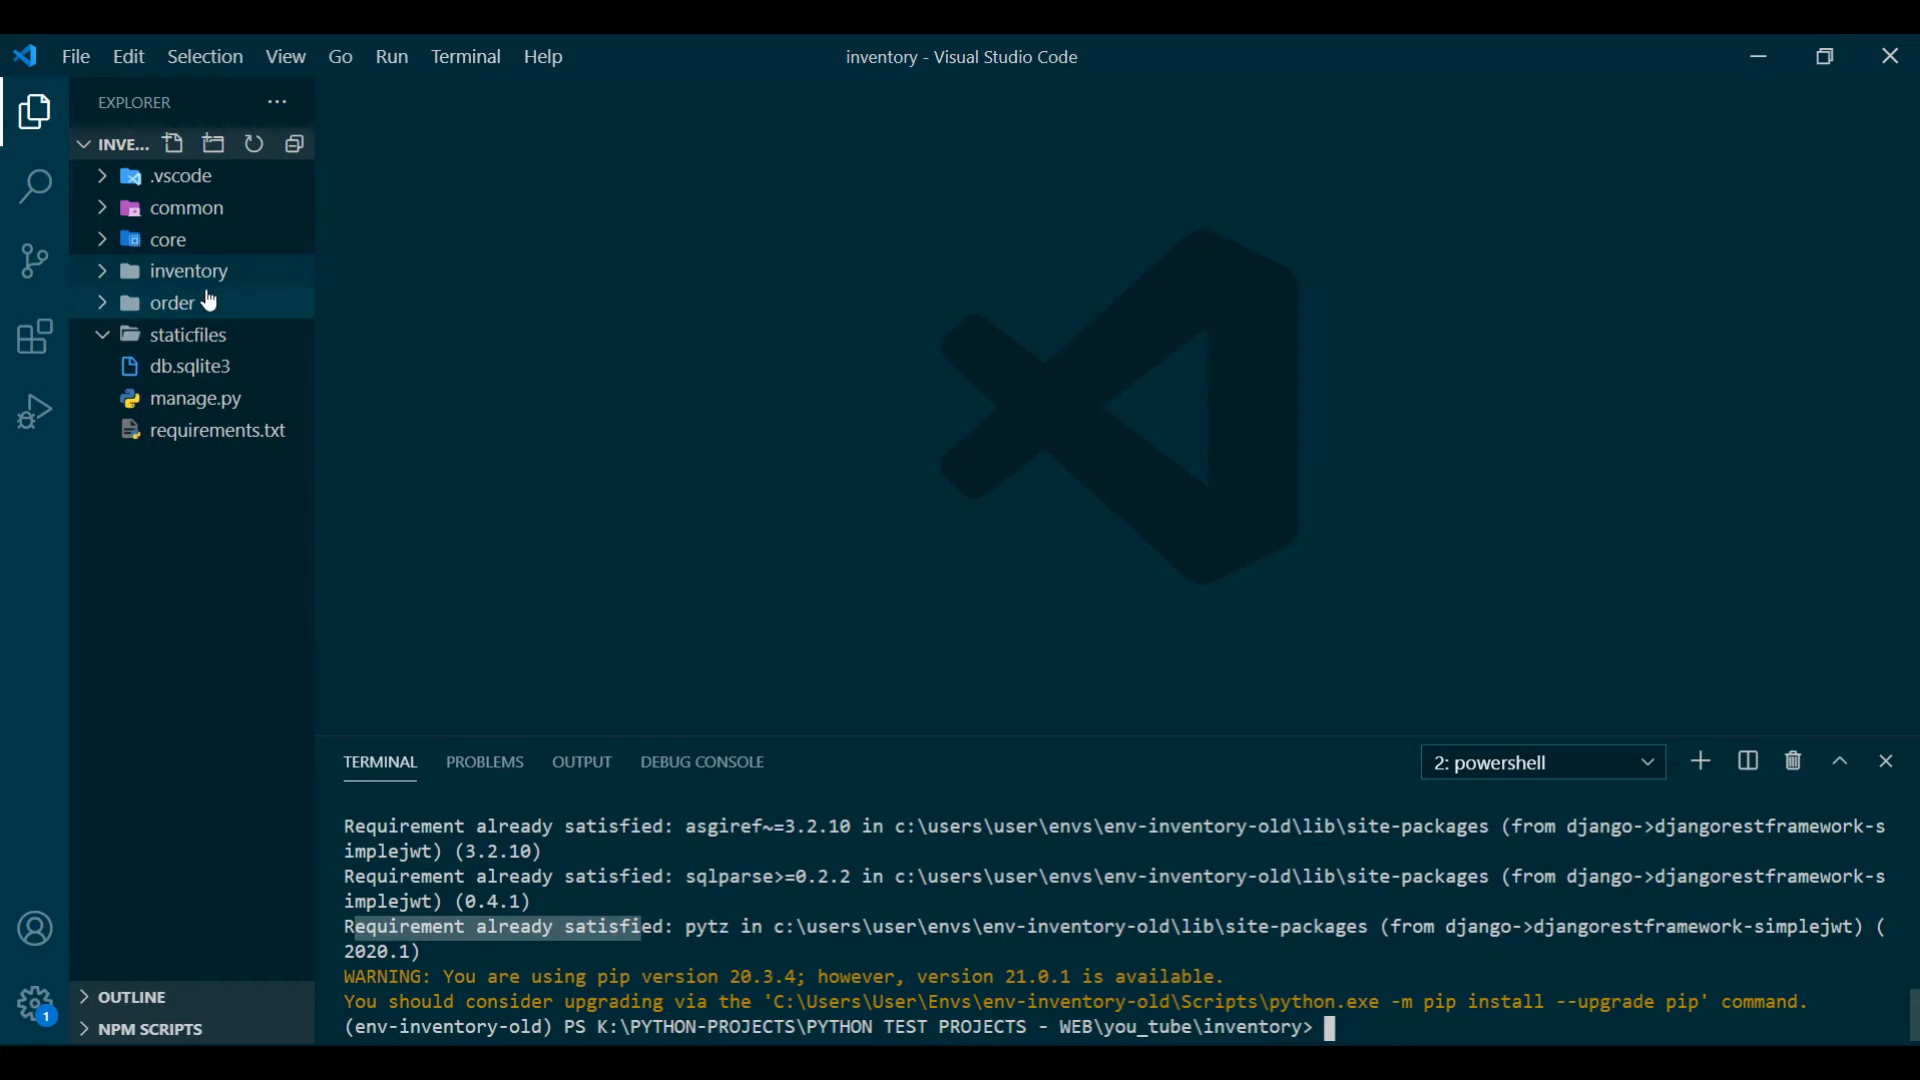 File Edit Selection View Go Run Terminal Help
inventory - Visual Studio Code
EXPLORER
INVE...
.vscode
common
core
inventory
order
staticfiles
db.sqlite3
manage.py
requirements.txt
OUTLINE
NPM SCRIPTS
1
TERMINAL PROBLEMS OUTPUT DEBUG CONSOLE
2: powershell
Requirement already satisfied: asgiref~=3.2.10 in c:\users\user\envs\env-inventory-old\lib\site-packages (from django->djangorestframework-s
implejwt) (3.2.10)
Requirement already satisfied: sqlparse>=0.2.2 in c:\users\user\envs\env-inventory-old\lib\site-packages (from django->djangorestframework-s
implejwt) (0.4.1)
Requirement already satisfied: pytz in c:\users\user\envs\env-inventory-old\lib\site-packages (from django->djangorestframework-simplejwt) (
2020.1)
WARNING: You are using pip version 20.3.4; however, version 21.0.1 is available.
You should consider upgrading via the 'C:\Users\User\Envs\env-inventory-old\Scripts\python.exe -m pip install --upgrade pip' command.
(env-inventory-old) PS K:\PYTHON-PROJECTS\PYTHON TEST PROJECTS - WEB\you_tube\inventory>